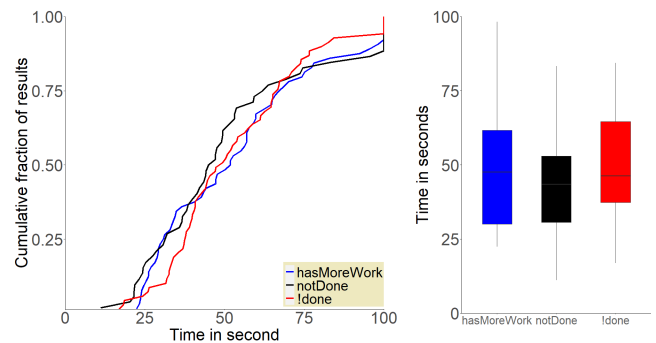 1.00
0.75
0.50
0.25
Cumulative fraction of results
0
25
50
75
100
Time in second
hasMoreWork
notDone
!done
100
75
50
25
0
Time in seconds
hasMoreWork
notDone
!done